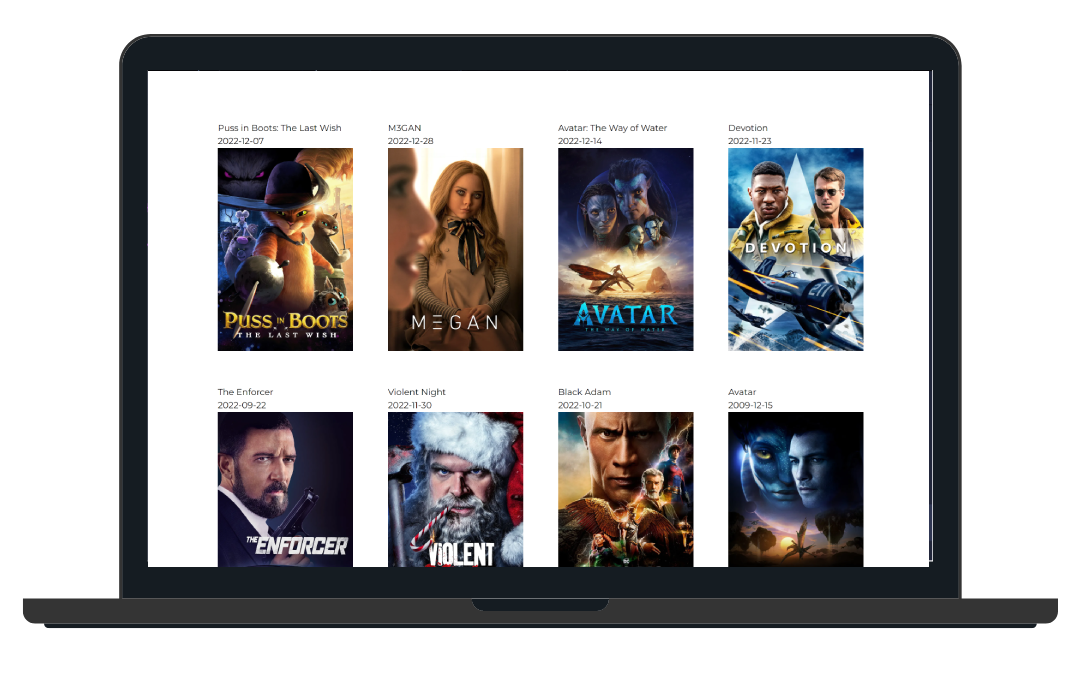 Puss in Boots: The Last Wish
2022-12-07
M3GAN
2022-12-28
Avatar: The Way of Water
2022-12-14
Devotion
2022-11-23
PUSS IN BOOTS
THE LAST WISH
MEGAN
AVATAR
THE WAY OF WATER
DEVOTION
The Enforcer
2022-09-22
Violent Night
2022-11-30
Black Adam
2022-10-21
Avatar
2009-12-15
THE ENFORCER
VIOLENT
DC